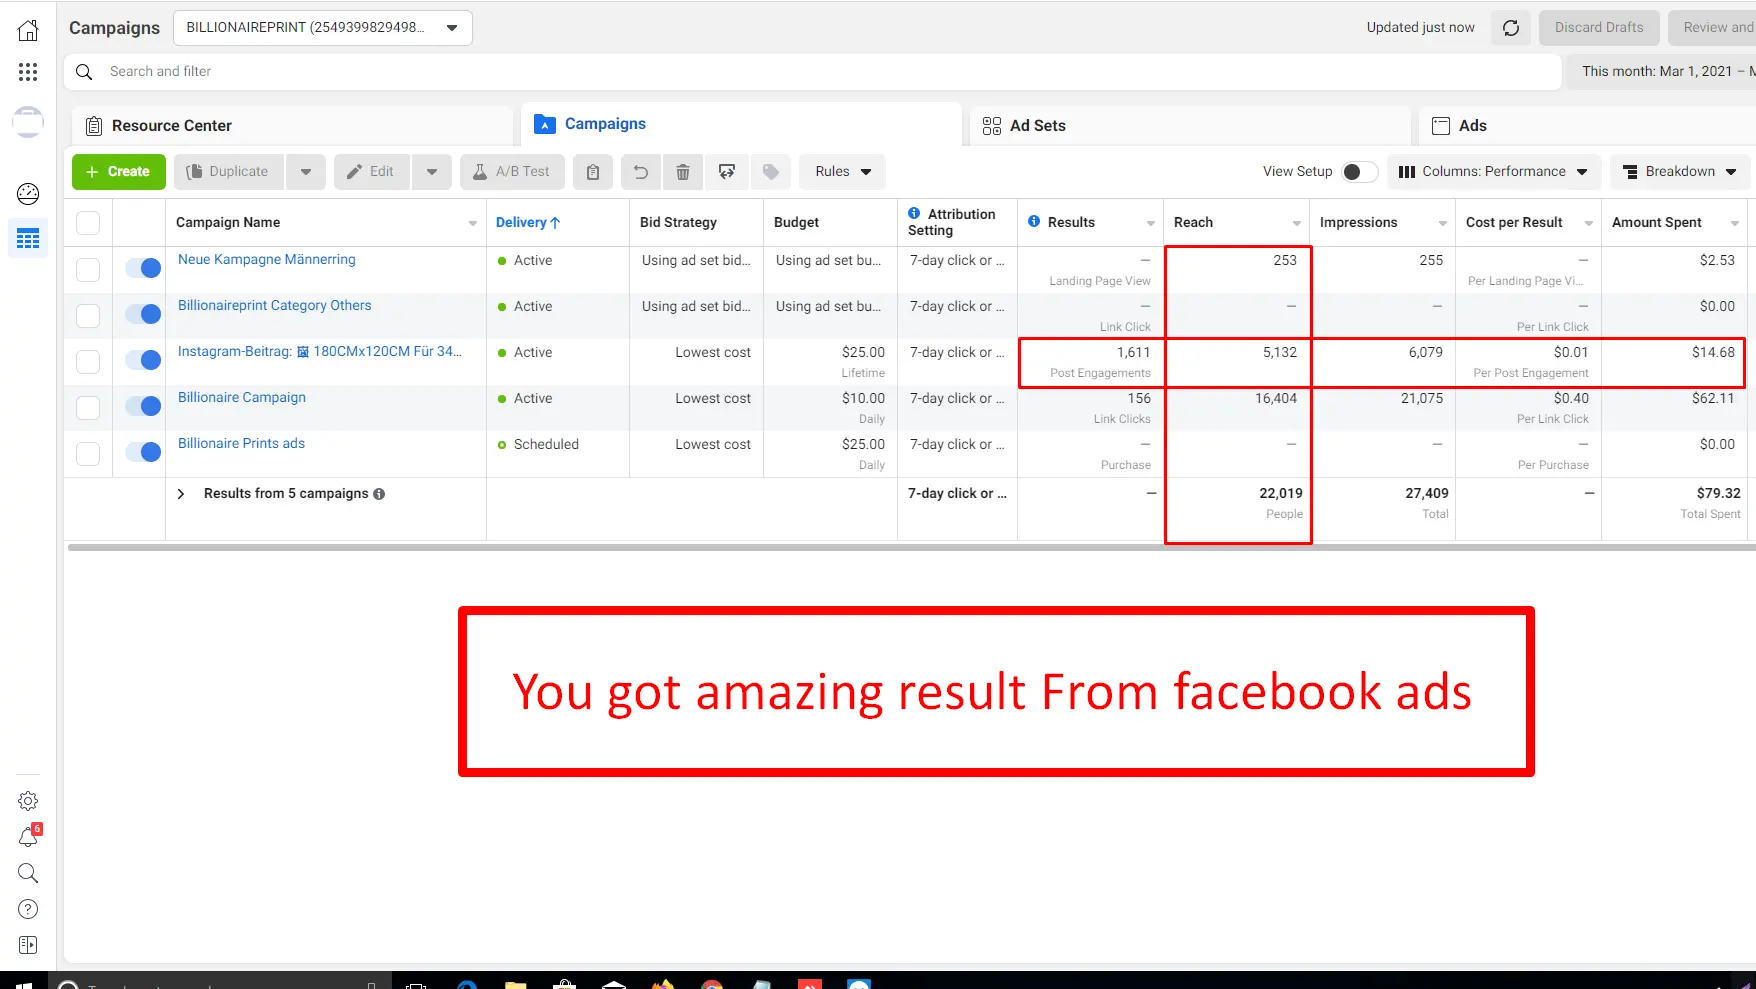 Campaigns
BILLIONAIREPRINT (2549399829498...
Updated just now
Discard Drafts
Review and
Search and filter
This month: Mar 1, 2021 –
Resource Center
Campaigns
Ad Sets
Ads
+ Create
Duplicate
Edit
A/B Test
Rules
View Setup
Columns: Performance
Breakdown
Campaign Name
Delivery↑
Bid Strategy
Budget
Attribution
Setting
Results
Reach
Impressions
Cost per Result
Amount Spent
Neue Kampagne Männerring
Active
Using ad set bid...
Using ad set bu...
7-day click or ...
—
Landing Page View
253
255
—
Per Landing Page Vi...
$2.53
Billionaireprint Category Others
Active
Using ad set bid...
Using ad set bu...
7-day click or ...
—
Link Click
—
—
—
Per Link Click
$0.00
Instagram-Beitrag: 🖼 180CMx120CM Für 34...
Active
Lowest cost
$25.00
Lifetime
7-day click or ...
1,611
Post Engagements
5,132
6,079
$0.01
Per Post Engagement
$14.68
Billionaire Campaign
Active
Lowest cost
$10.00
Daily
7-day click or ...
156
Link Clicks
16,404
21,075
$0.40
Per Link Click
$62.11
Billionaire Prints ads
Scheduled
Lowest cost
$25.00
Daily
7-day click or ...
—
Purchase
—
—
—
Per Purchase
$0.00
Results from 5 campaigns
7-day click or ...
—
22,019
People
27,409
Total
—
$79.32
Total Spent
You got amazing result From facebook ads
6